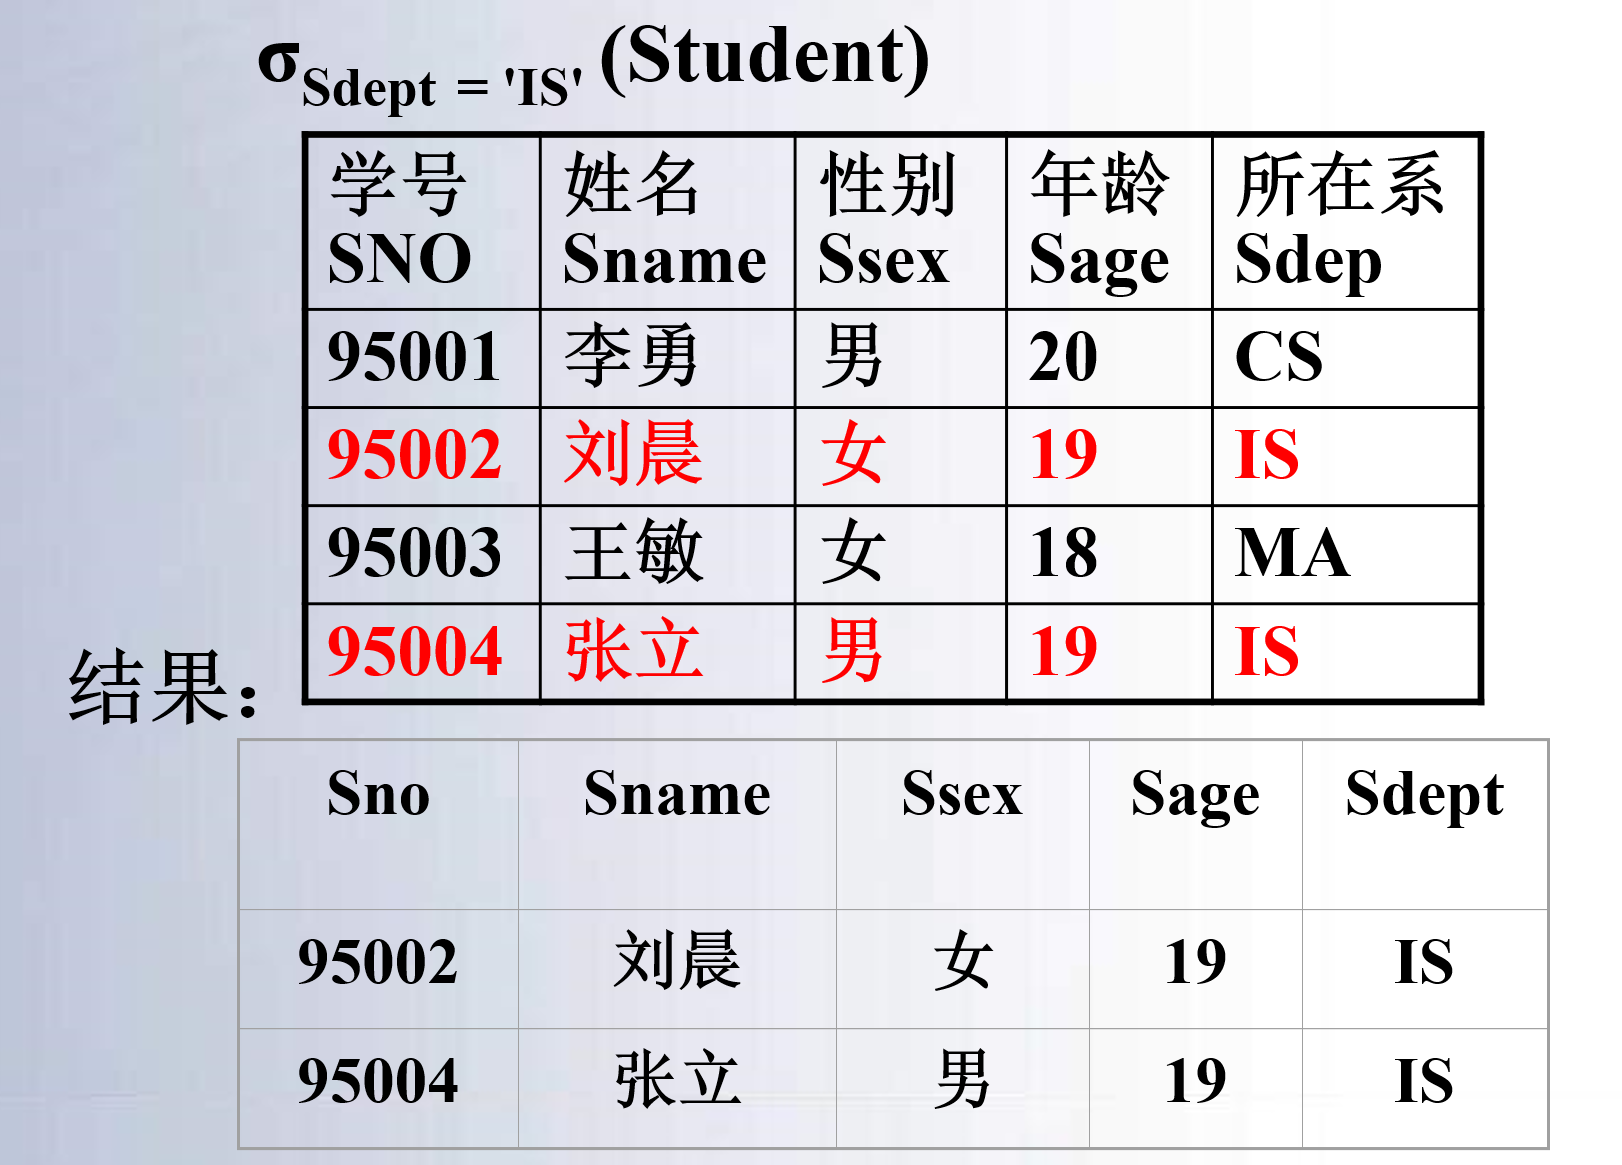 σSdept = 'IS' (Student)
学号 姓名 性别 年龄 所在系
SNO Sname Ssex Sage Sdep
95001 李勇 男 20 CS
95002 刘晨 女 19 IS
95003 王敏 女 18 MA
95004 张立 男 19 IS
结果：
Sno Sname Ssex Sage Sdept
95002 刘晨 女 19 IS
95004 张立 男 19 IS